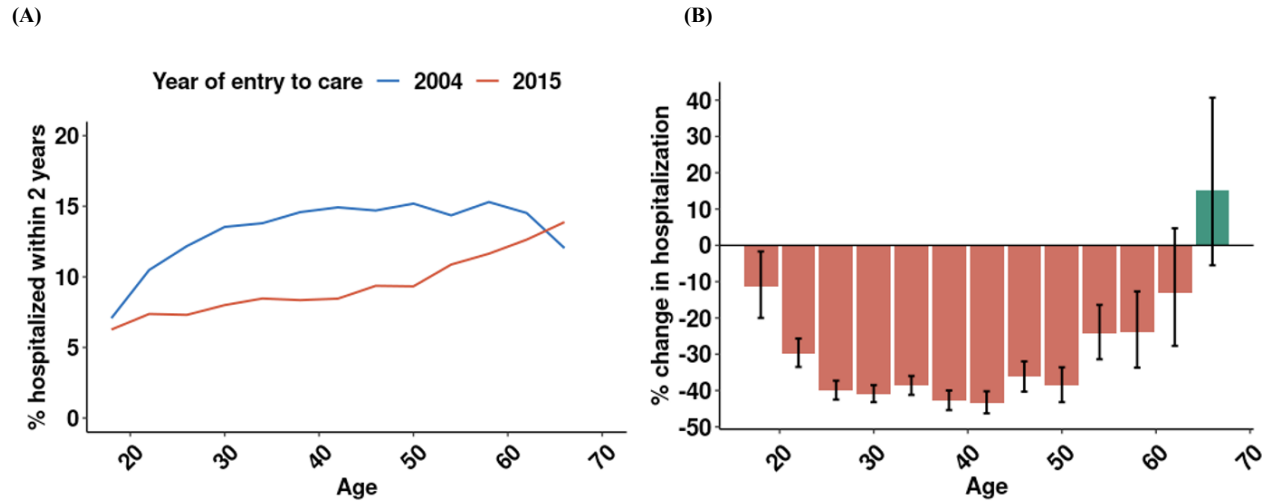 (A)
(B)
Year of entry to care 2004 2015
% hospitalized within 2 years
20
15
10
5
0
20 30 40 50 60 70
Age
% change in hospitalization
40
30
20
10
0
-10
-20
-30
-40
-50
20 30 40 50 60 70
Age